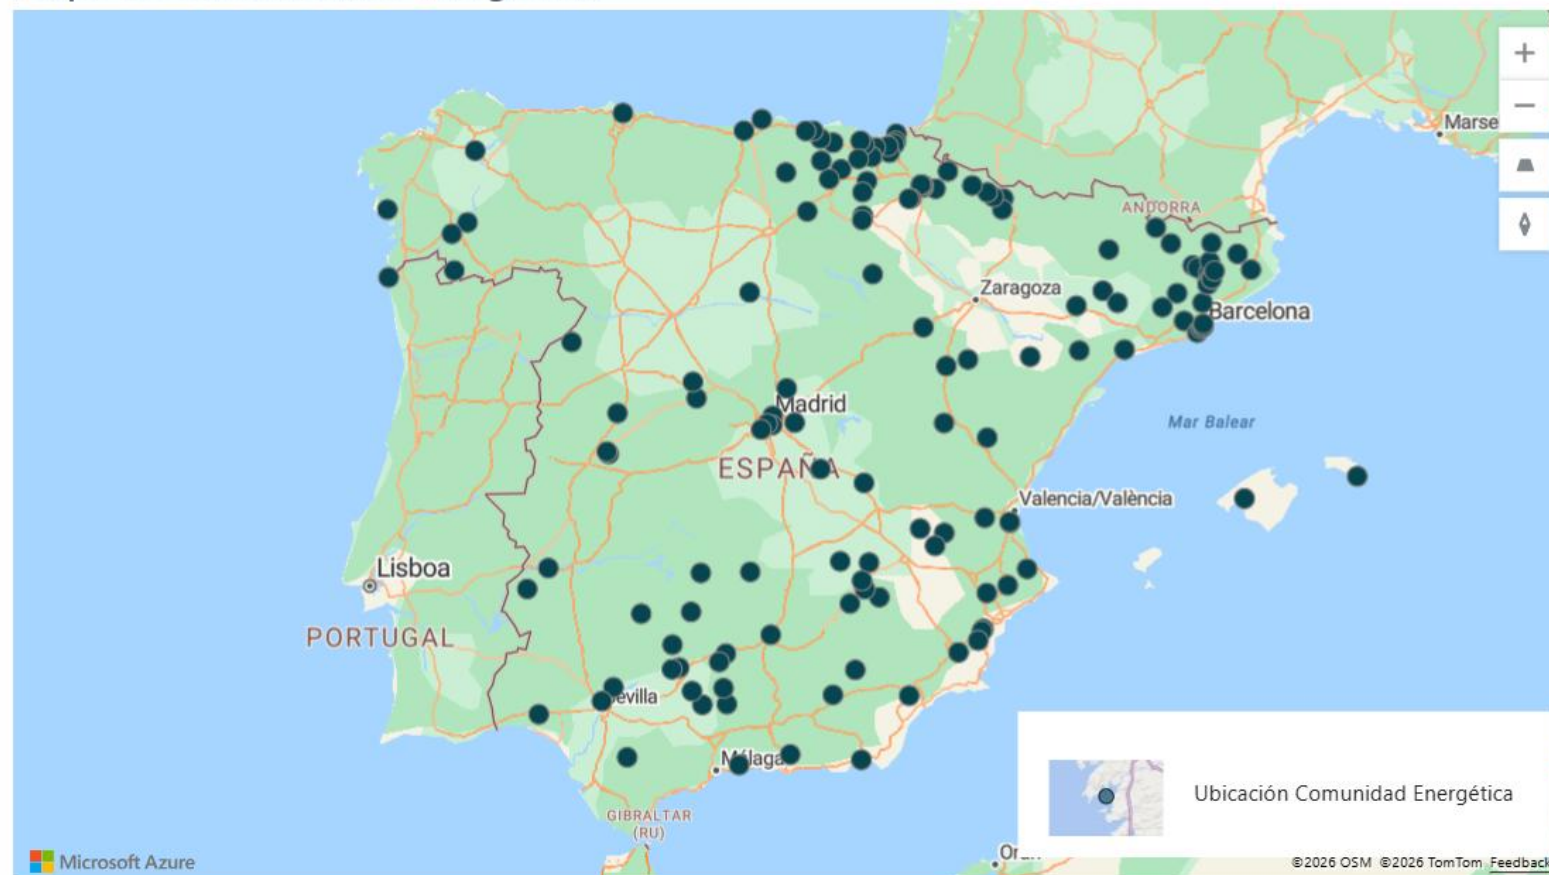 Marse
ANDORRA
Zaragoza
Barcelona
Madrid
Mar Balear
ESPAÑA
Valencia/València
Lisboa
PORTUGAL
evilla
Málaga
GIBRALTAR
(RU)
Ubicación Comunidad Energética
Microsoft Azure
©2026 OSM ©2026 TomTom Feedback